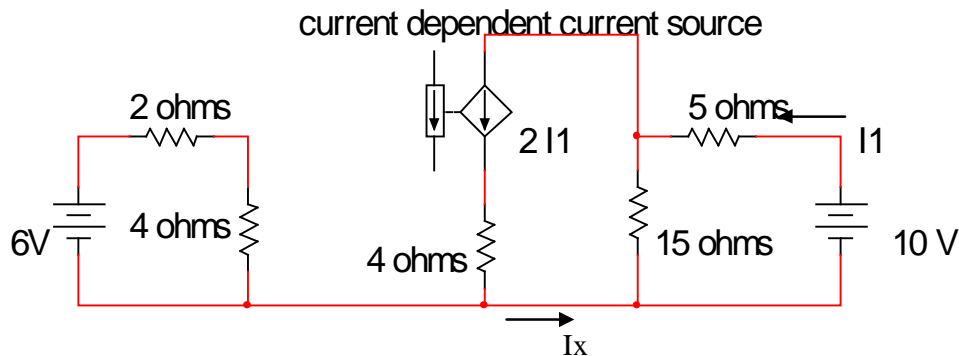 current dependent current source
2 ohms
5 ohms
2 I1
I1
6V
4 ohms
4 ohms
15 ohms
10 V
Ix